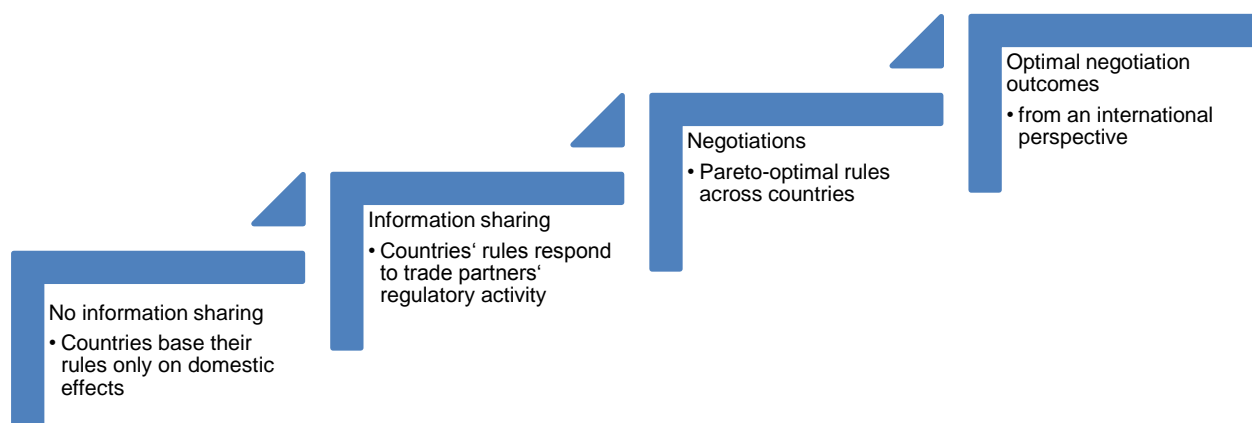 No information sharing
• Countries base their
rules only on domestic
effects
Information sharing
• Countries‘ rules respond
to trade partners‘
regulatory activity
Negotiations
• Pareto-optimal rules
across countries
Optimal negotiation
outcomes
• from an international
perspective